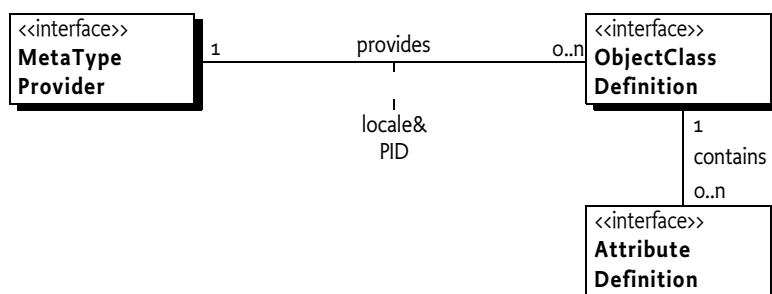 <<interface>>
MetaType
Provider
1
provides
0..n
<<interface>>
ObjectClass
Definition
locale&
PID
1
contains
0..n
<<interface>>
Attribute
Definition